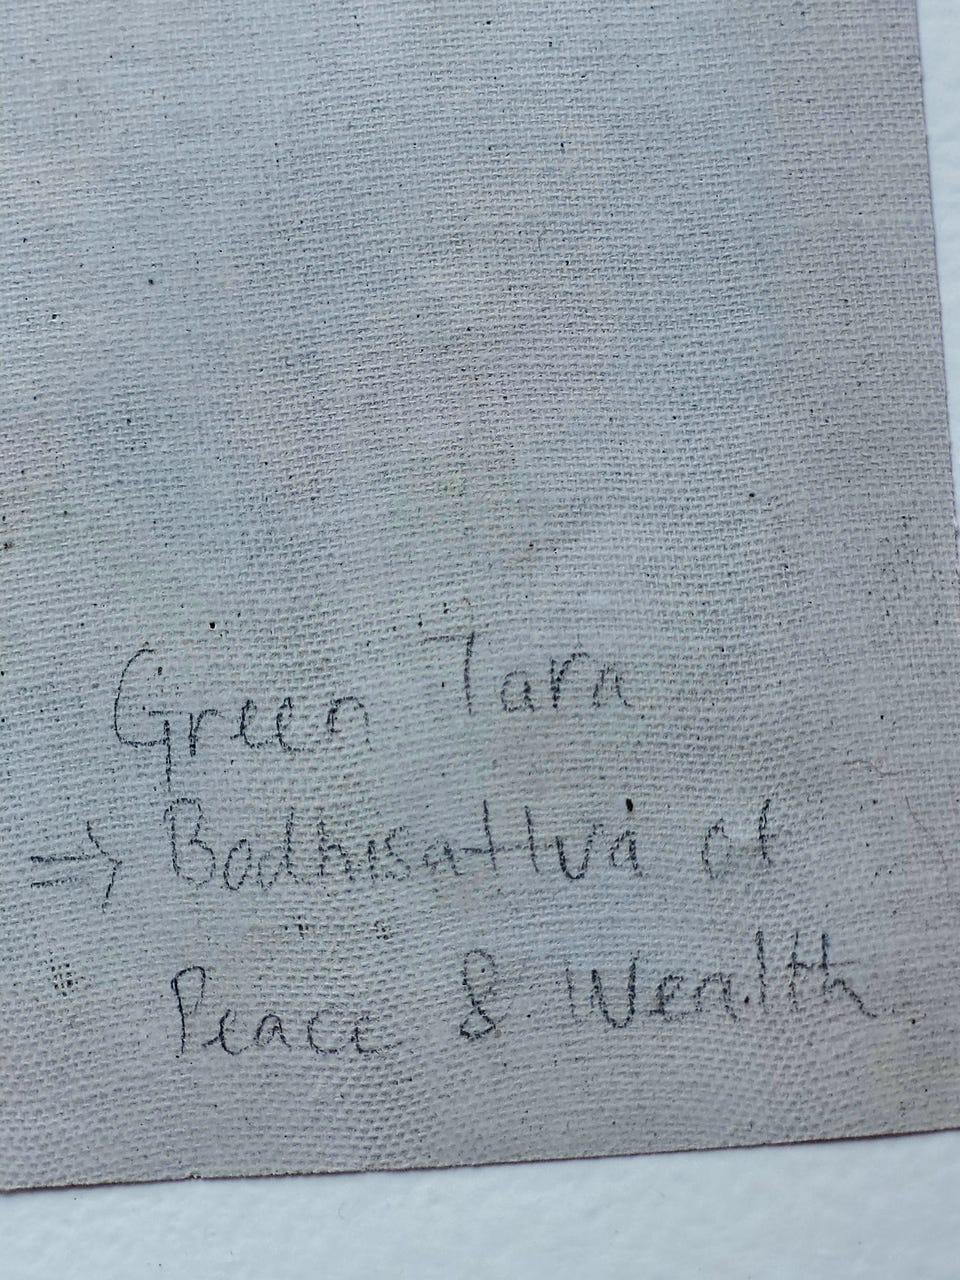 Green Tara
=> Bodhisattva of
Peace & Wealth